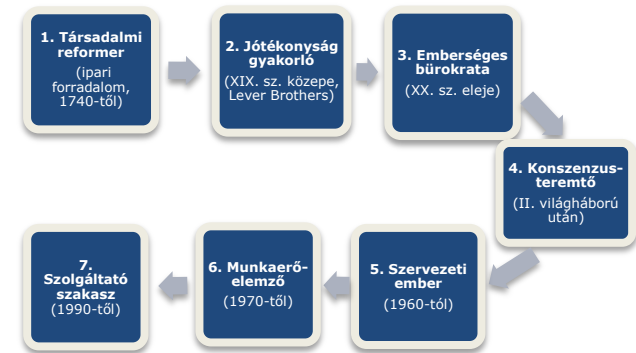 1. Társadalmi
reformer
(ipari
forradalom,
1740-től)
2. Jótékonyság
gyakorló
(XIX. sz. közepe,
Lever Brothers)
3. Emberséges
bürokrata
(XX. sz. eleje)
4. Konszenzus-
teremtő
(II. világháború
után)
5. Szervezeti
ember
(1960-tól)
6. Munkaerő-
elemző
(1970-től)
7.
Szolgáltató
szakasz
(1990-től)